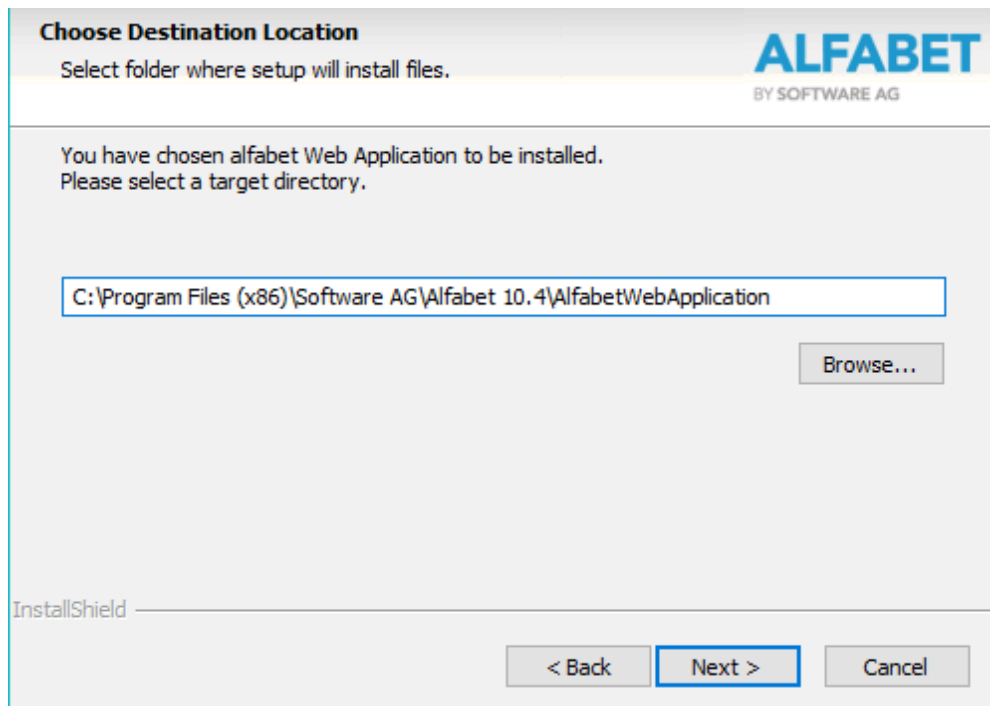 Choose Destination Location
Select folder where setup will install files.
ALFABET
BY SOFTWARE AG
You have chosen alfabet Web Application to be installed.
Please select a target directory.
C:\Program Files (x86)\Software AG\Alfabet 10.4\AlfabetWebApplication
Browse...
InstallShield
< Back
Next >
Cancel